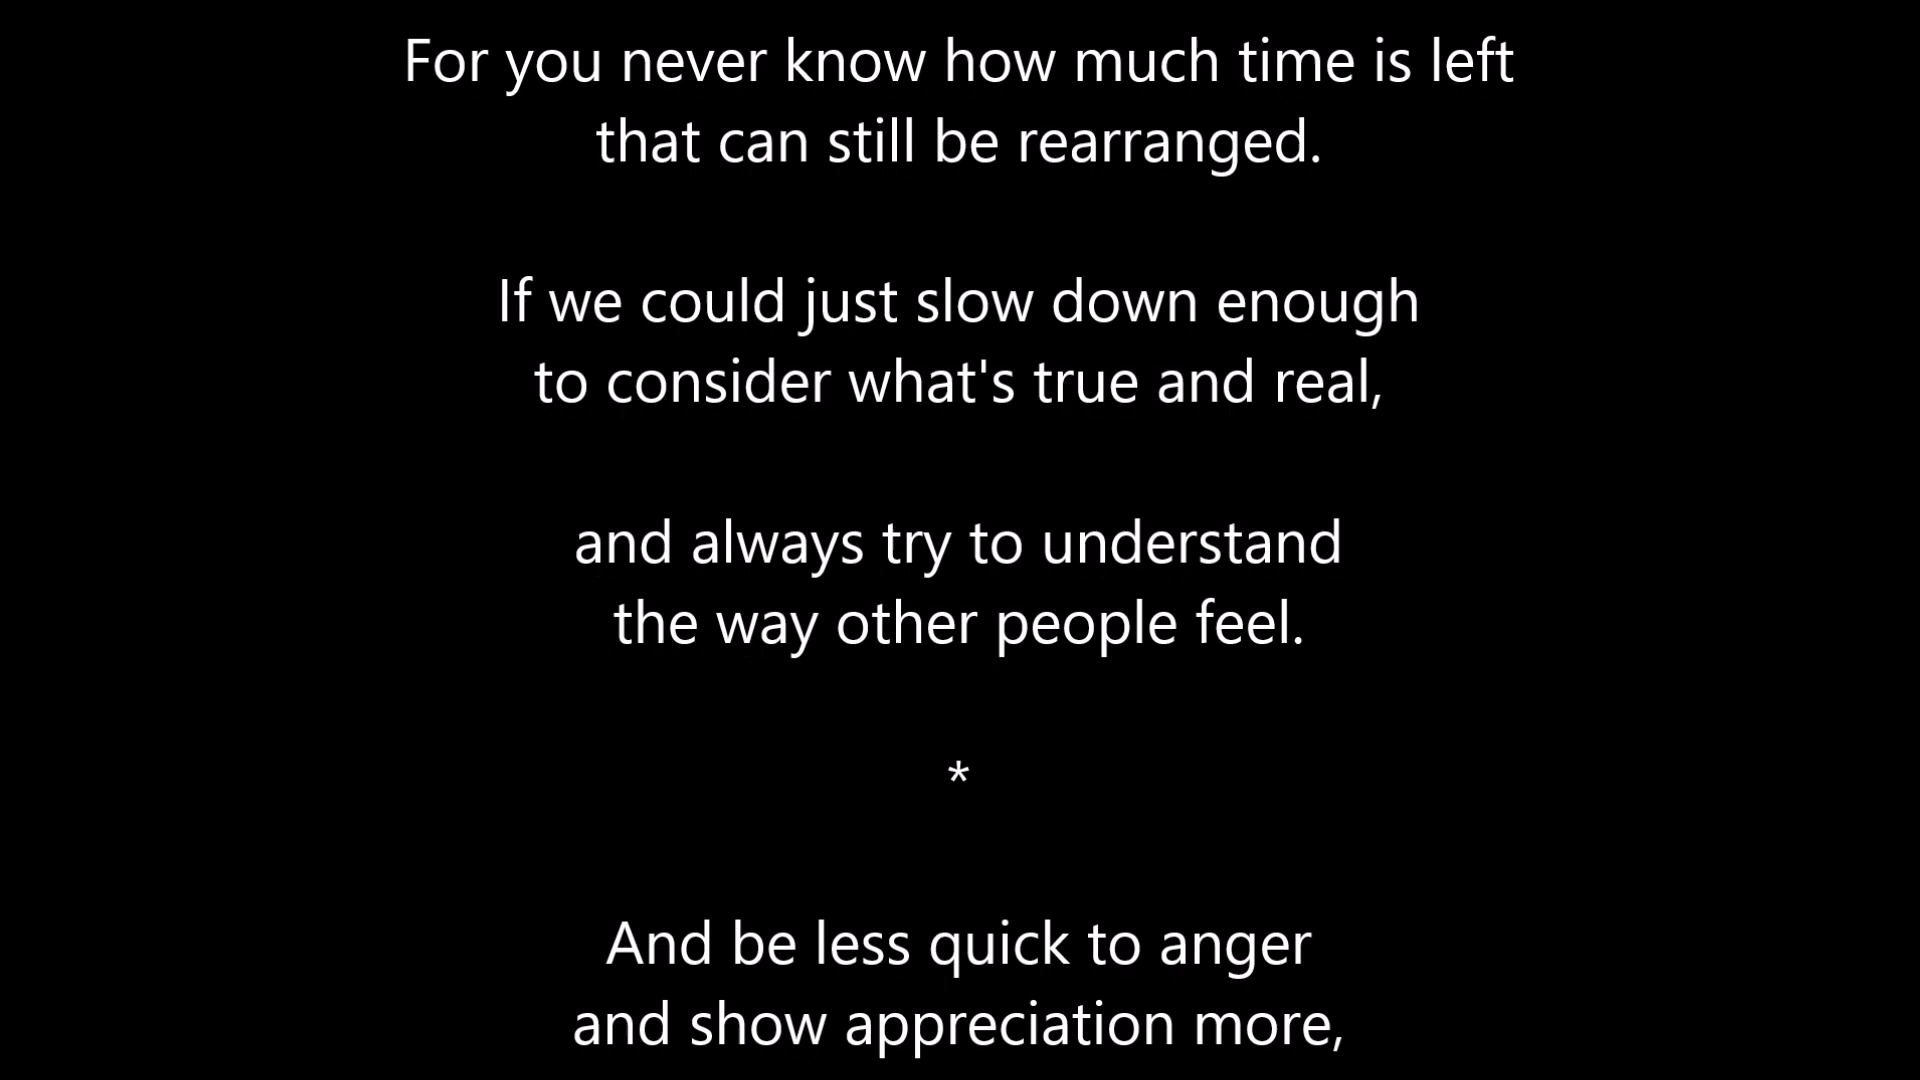 For you never know how much time is left
that can still be rearranged.
If we could just slow down enough
to consider what's true and real,
and always try to understand
the way other people feel.
*
And be less quick to anger
and show appreciation more,